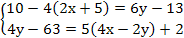 10 − 4(2x + 5) = 6y − 13
4y − 63 = 5(4x − 2y) + 2